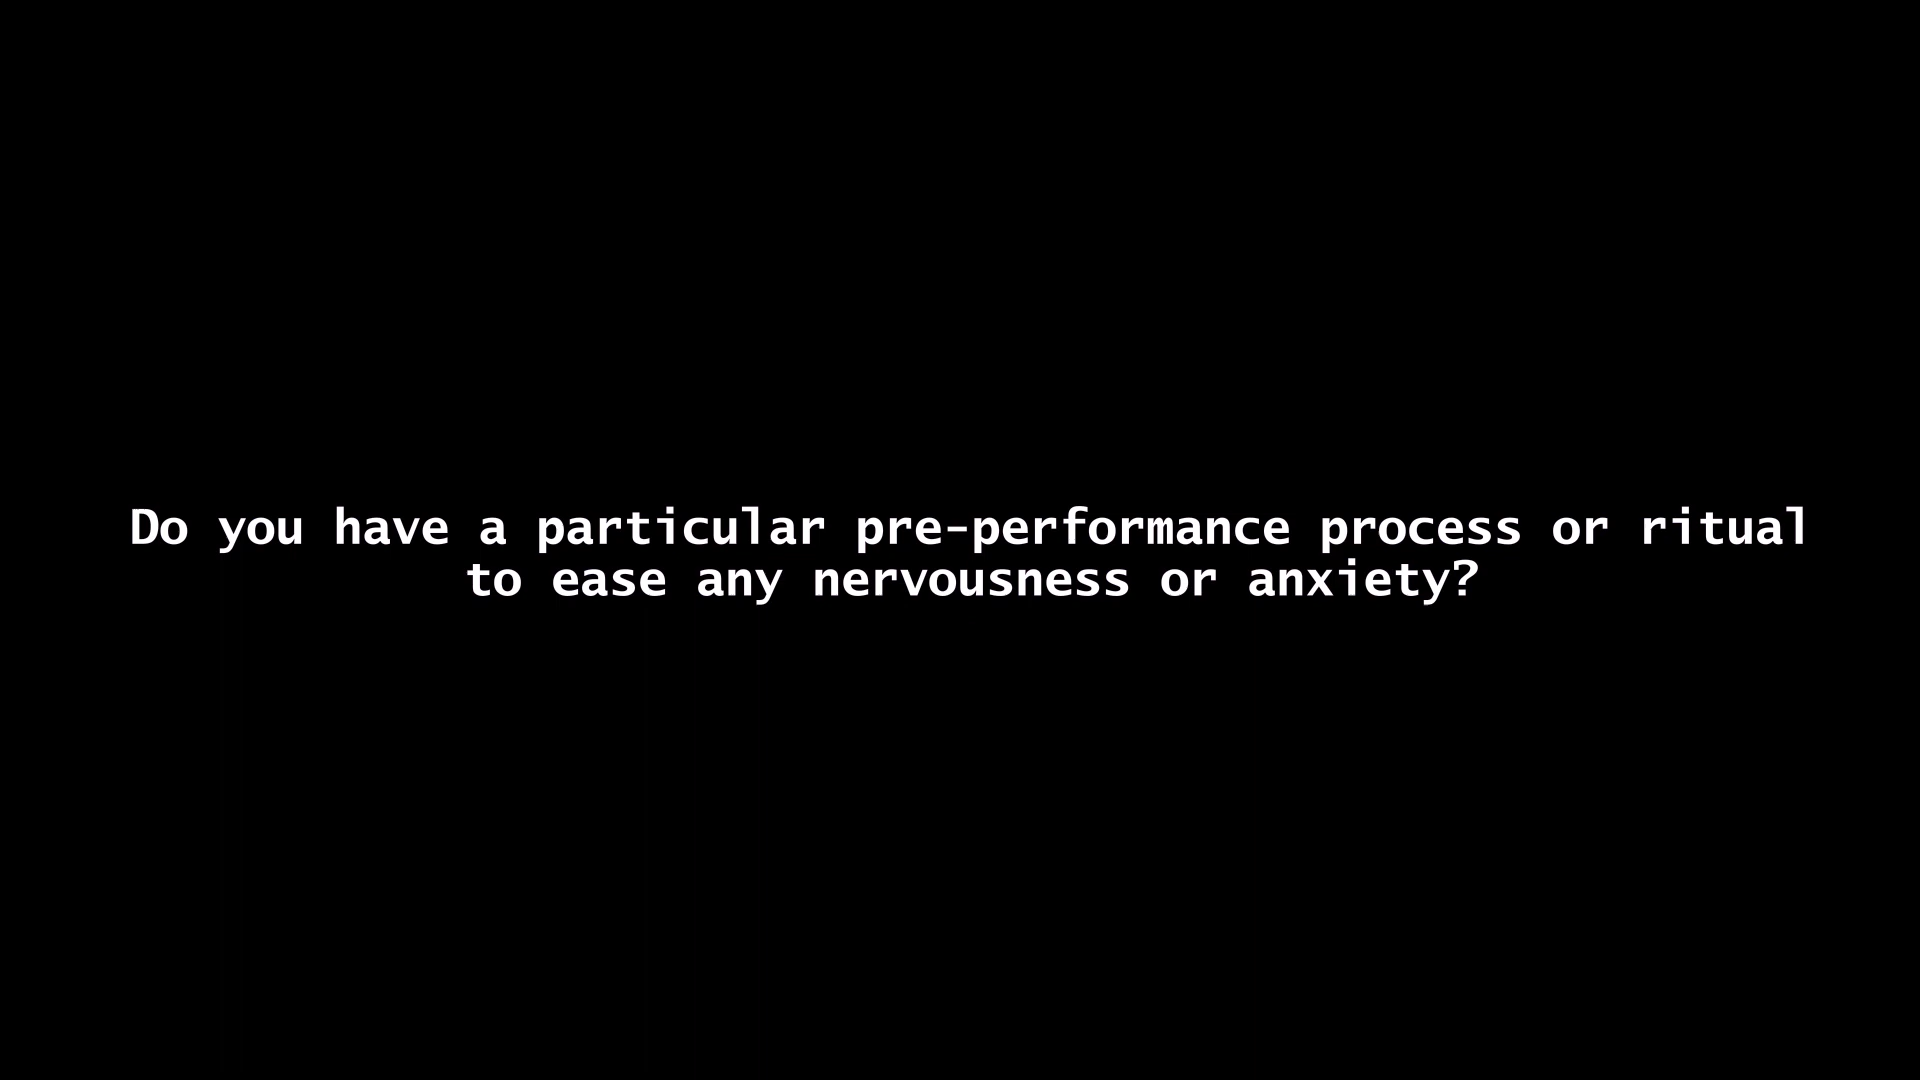 Do you have a particular pre-performance process or ritual
to ease any nervousness or anxiety?